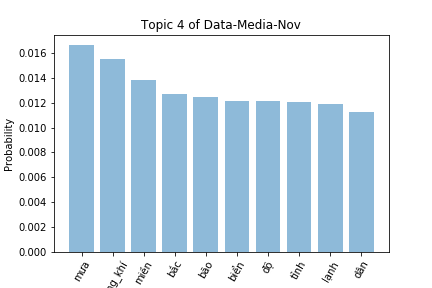 Topic 4 of Data-Media-Nov
Probability
0.016
0.014
0.012
0.010
0.008
0.006
0.004
0.002
0.000
mưa
ng_khí
miền
bắc
bão
biển
độ
tỉnh
lạnh
dân